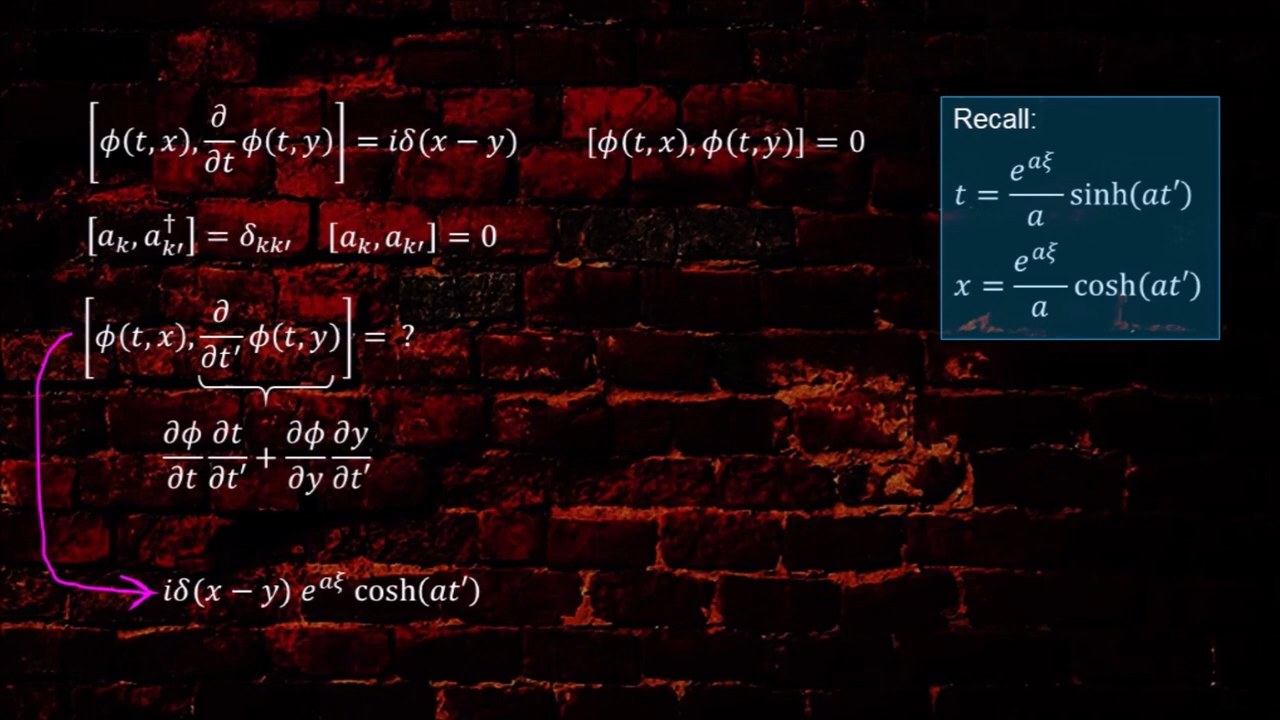 [ϕ(t, x), ∂/∂t ϕ(t, y)] = iδ(x − y) [ϕ(t, x), ϕ(t, y)] = 0
[a_k, a†_k′] = δ_kk′ [a_k, a_k′] = 0
[ϕ(t, x), ∂/∂t′ ϕ(t, y)] = ?
∂ϕ/∂t ∂t/∂t′ + ∂ϕ/∂y ∂y/∂t′
iδ(x − y) e^aξ cosh(at′)
Recall:
t = e^aξ/a sinh(at′)
x = e^aξ/a cosh(at′)